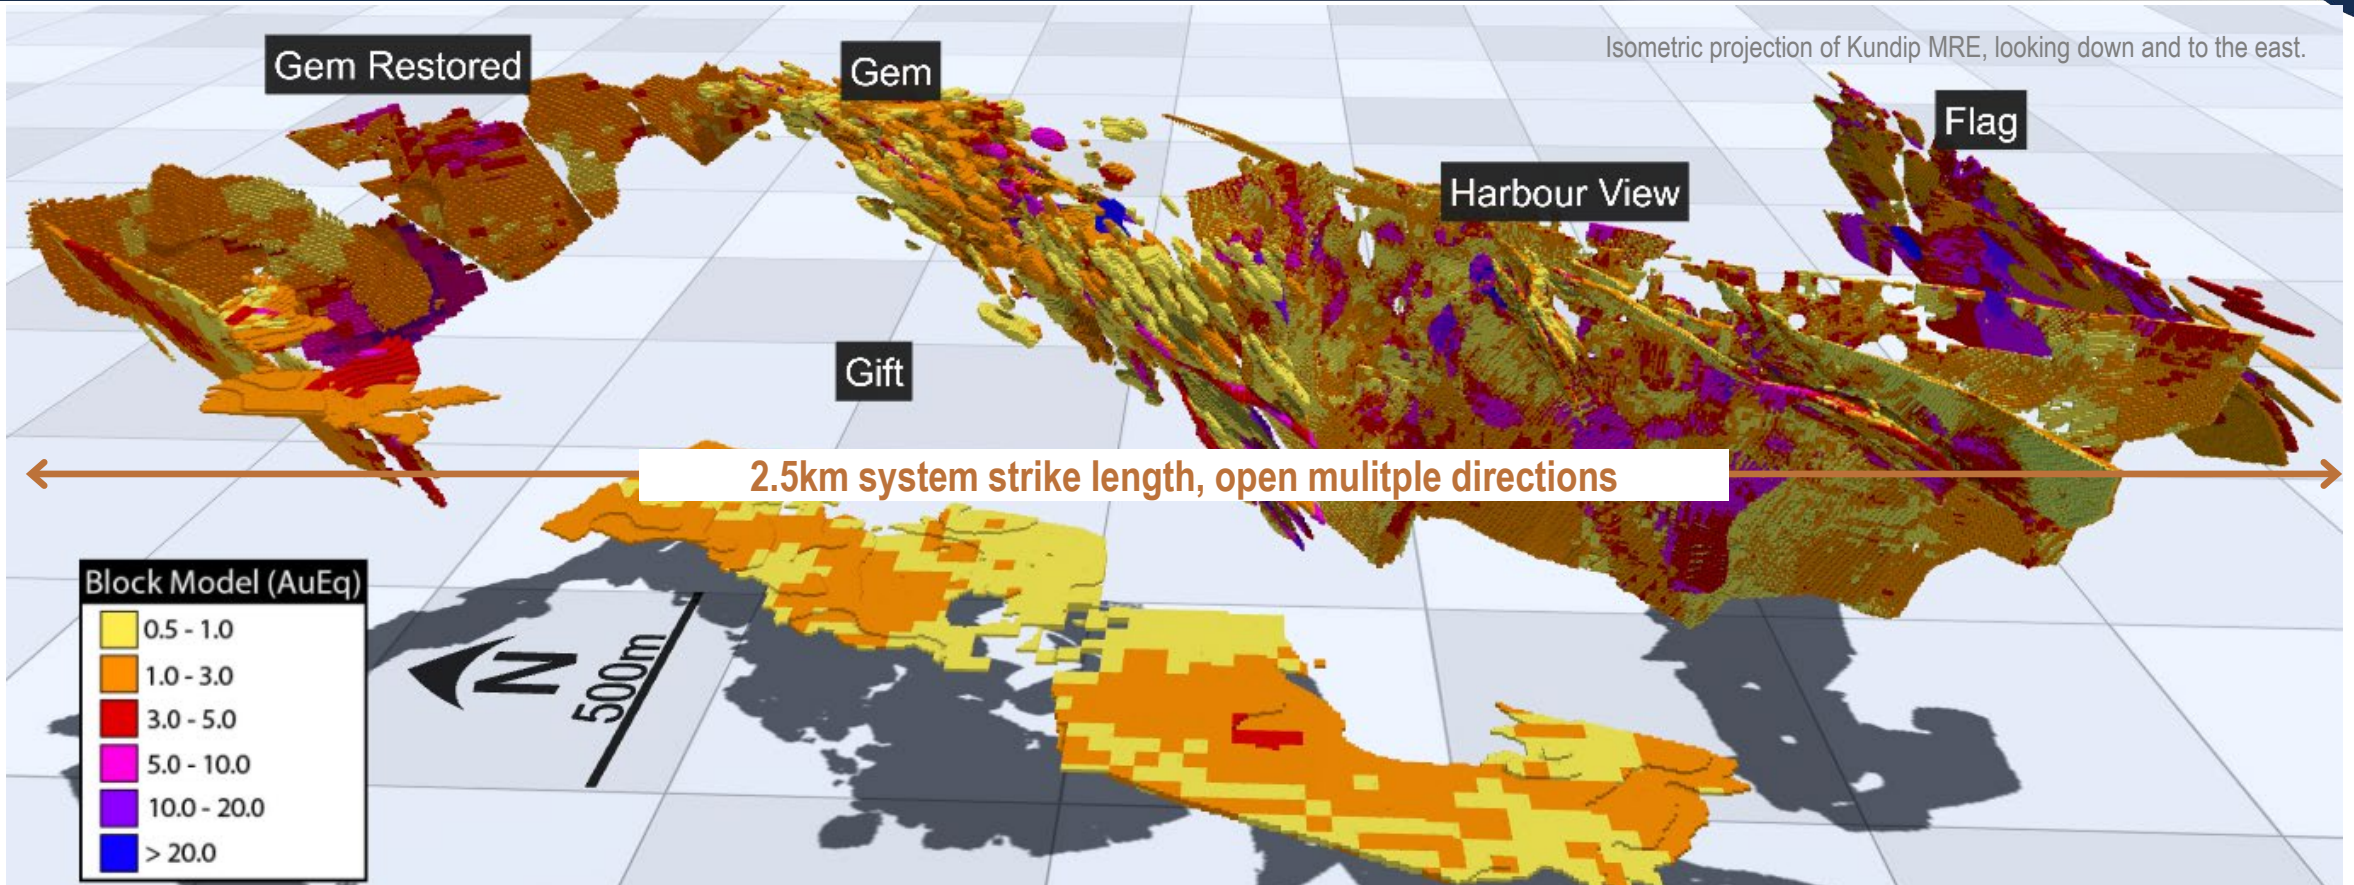 Isometric projection of Kundip MRE, looking down and to the east.
Gem Restored
Gem
Flag
Harbour View
Gift
2.5km system strike length, open mulitple directions
Block Model (AuEq)
0.5 - 1.0
1.0 - 3.0
3.0 - 5.0
5.0 - 10.0
10.0 - 20.0
> 20.0
N
500m